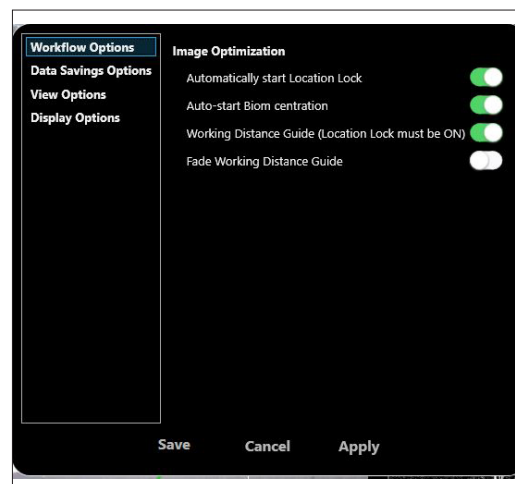 Workflow Options
Data Savings Options
View Options
Display Options
Image Optimization
Automatically start Location Lock
Auto-start Biom centration
Working Distance Guide (Location Lock must be ON)
Fade Working Distance Guide
Save Cancel Apply